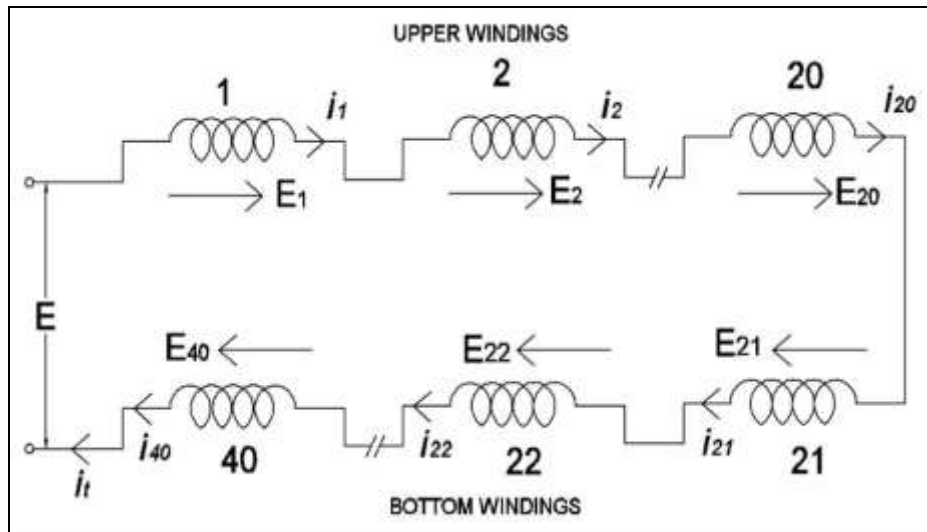 UPPER WINDINGS
1 i1 2 i2 20 i20
E1 E2 E20
E
E40 E22 E21
i40 i22 i21
it 40 22 21
BOTTOM WINDINGS